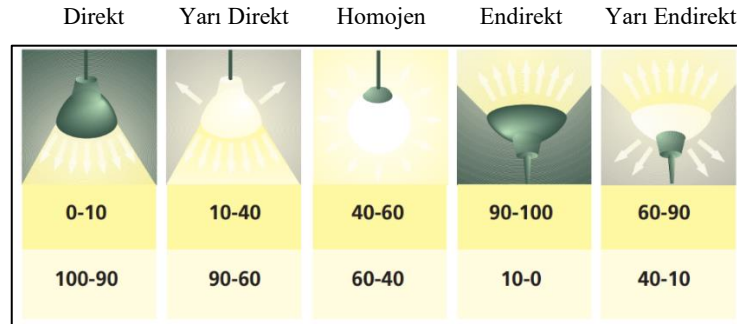 Direkt Yarı Direkt Homojen Endirekt Yarı Endirekt
0-10 10-40 40-60 90-100 60-90
100-90 90-60 60-40 10-0 40-10